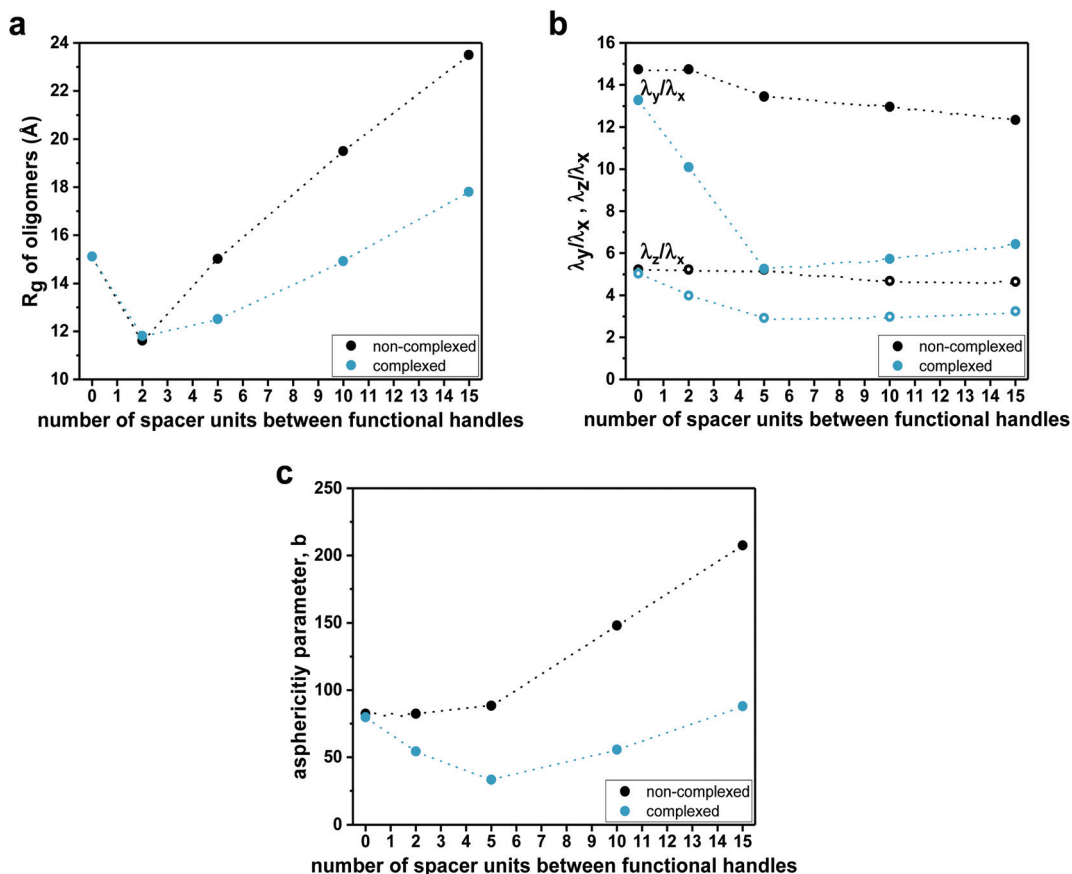 a
24
22
20
18
16
14
12
10
Rg of oligomers (Å)
non-complexed
complexed
0 1 2 3 4 5 6 7 8 9 10 11 12 13 14 15
number of spacer units between functional handles
b
16
14
12
10
8
6
4
2
0
λy/λx , λz/λx
λy/λx
λz/λx
non-complexed
complexed
0 1 2 3 4 5 6 7 8 9 10 11 12 13 14 15
number of spacer units between functional handles
c
250
200
150
100
50
0
asphericitiy parameter, b
non-complexed
complexed
0 1 2 3 4 5 6 7 8 9 10 11 12 13 14 15
number of spacer units between functional handles